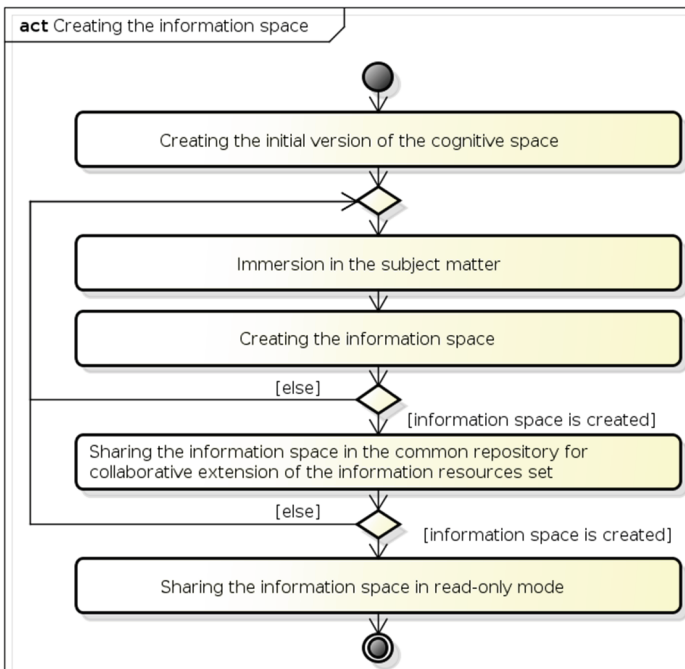 act Creating the information space
Creating the initial version of the cognitive space
Immersion in the subject matter
Creating the information space
[else]
[information space is created]
Sharing the information space in the common repository for
collaborative extension of the information resources set
[else]
[information space is created]
Sharing the information space in read-only mode